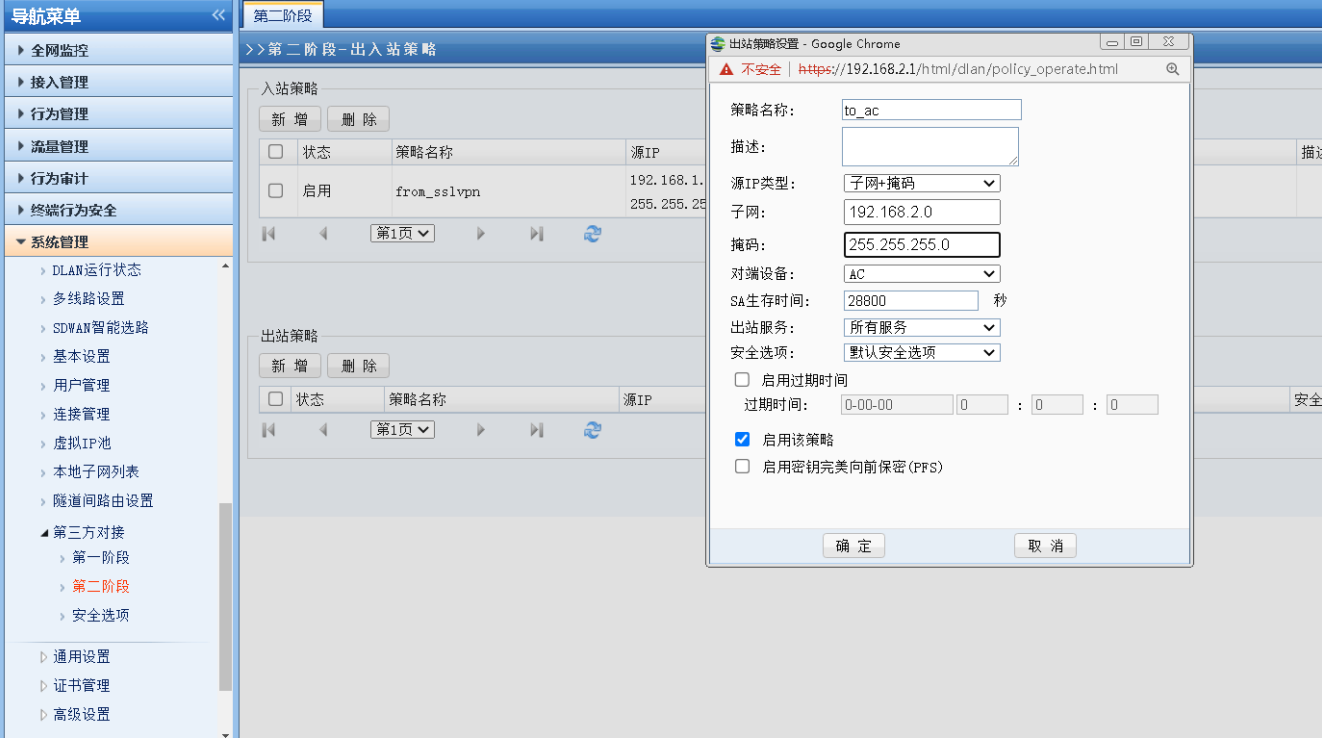 导航菜单
全网监控
接入管理
行为管理
流量管理
行为审计
终端行为安全
系统管理
DLAN运行状态
多线路设置
SDWAN智能选路
基本设置
用户管理
连接管理
虚拟IP池
本地子网列表
隧道间路由设置
第三方对接
第一阶段
第二阶段
安全选项
通用设置
证书管理
高级设置
第二阶段
>>第二阶段-出入站策略
入站策略
新 增 删 除
状态 策略名称 源IP
启用 from_sslvpn 192.168.1.
255.255.25
第1页
出站策略
新 增 删 除
状态 策略名称 源IP 安全
第1页
出站策略设置 - Google Chrome
不安全 | https://192.168.2.1/html/dlan/policy_operate.html
策略名称: to_ac
描述:
源IP类型: 子网+掩码
子网: 192.168.2.0
掩码: 255.255.255.0
对端设备: AC
SA生存时间: 28800 秒
出站服务: 所有服务
安全选项: 默认安全选项
启用过期时间
过期时间: 0-00-00 0 : 0 : 0
启用该策略
启用密钥完美向前保密(PFS)
确 定 取 消